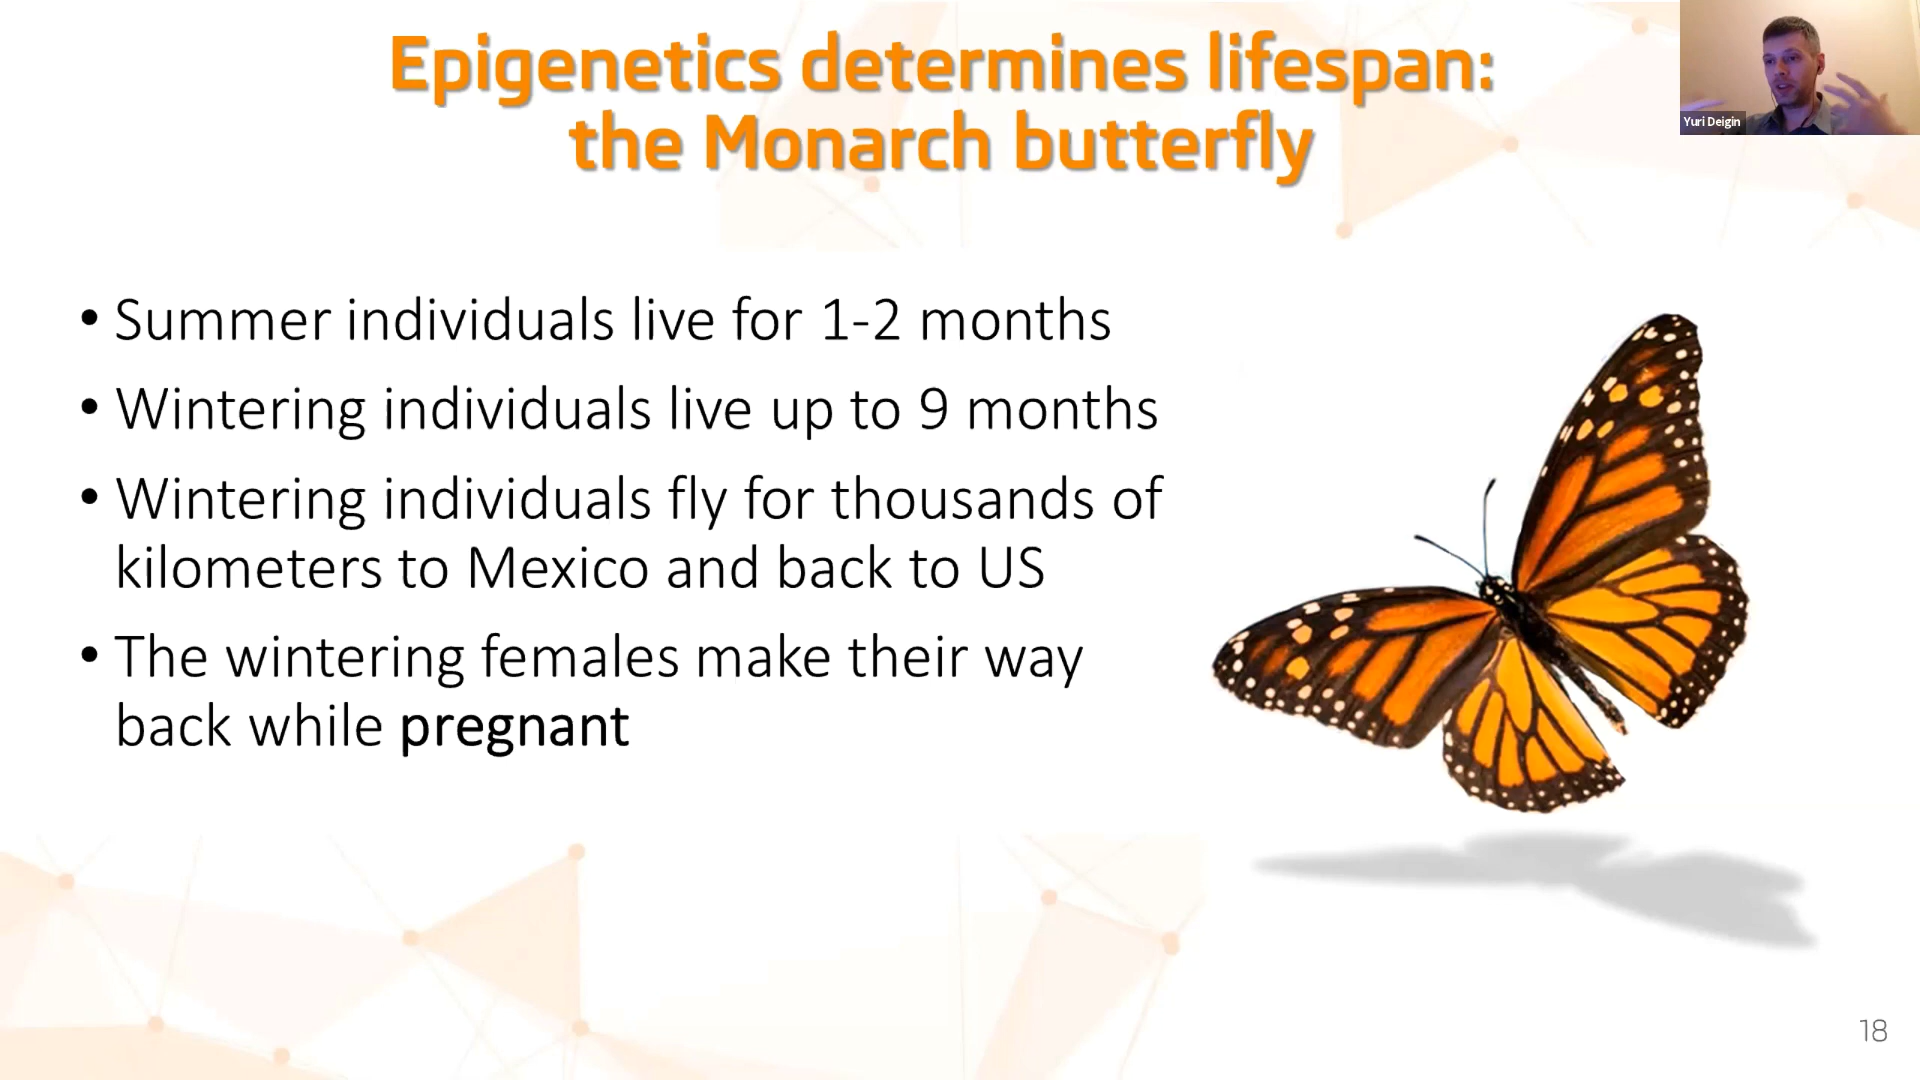 Epigenetics determines lifespan:
the Monarch butterfly
Yuri Deigin
• Summer individuals live for 1-2 months
• Wintering individuals live up to 9 months
• Wintering individuals fly for thousands of
kilometers to Mexico and back to US
• The wintering females make their way
back while pregnant
18